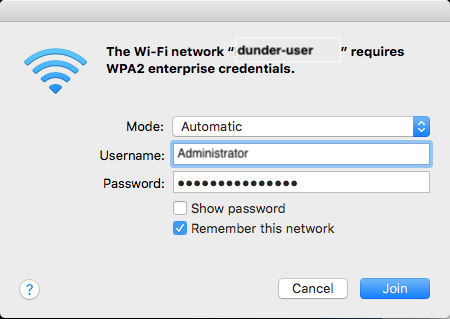 The Wi-Fi network “dunder-user” requires
WPA2 enterprise credentials.
Mode: Automatic
Username: Administrator
Password: •••••••••••••••
Show password
Remember this network
? Cancel Join